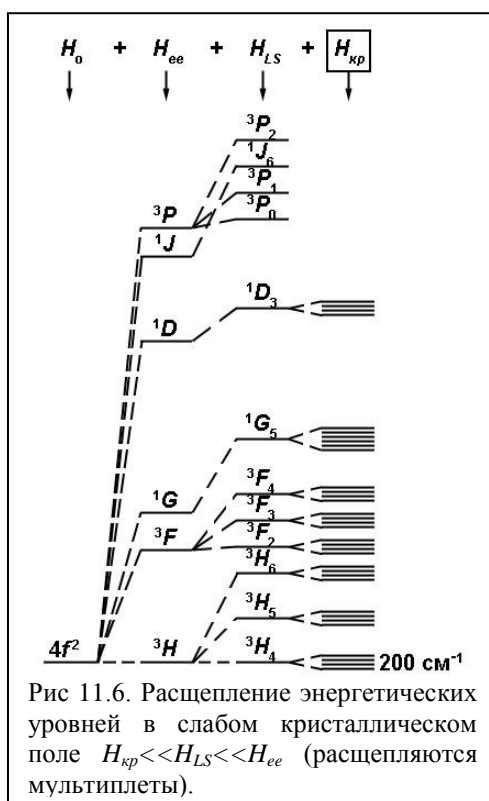 H₀ + Hₑₑ + H_LS + H_кр
³P₂
¹J₆
³P₁
³P ³P₀
¹J
¹D₃
¹D
¹G₅
³F₄
¹G ³F₃
³F ³F₂
³H₆
³H₅
4f² ³H ³H₄ 200 см⁻¹
Рис 11.6. Расщепление энергетических
уровней в слабом кристаллическом
поле H_кр<<H_LS<<Hₑₑ (расщепляются
мультиплеты).